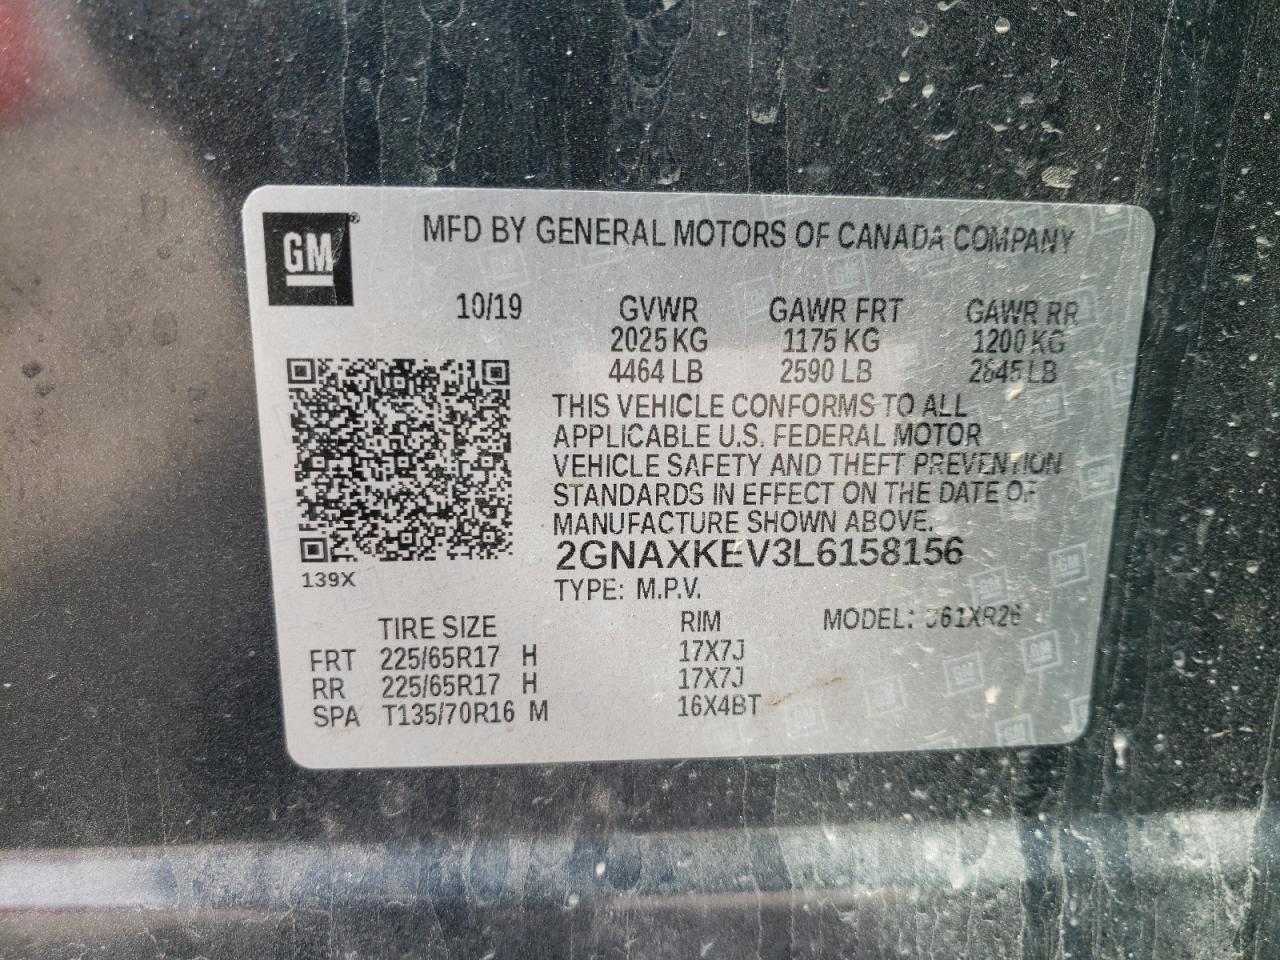 GM®
MFD BY GENERAL MOTORS OF CANADA COMPANY
10/19 GVWR GAWR FRT GAWR RR
2025 KG 1175 KG 1200 KG
4464 LB 2590 LB 2645 LB
THIS VEHICLE CONFORMS TO ALL
APPLICABLE U.S. FEDERAL MOTOR
VEHICLE SAFETY AND THEFT PREVENTION
STANDARDS IN EFFECT ON THE DATE OF
MANUFACTURE SHOWN ABOVE.
2GNAXKEV3L6158156
139X
TYPE: M.P.V.
TIRE SIZE RIM MODEL:
FRT 225/65R17 H 17X7J
RR 225/65R17 H 17X7J
SPA T135/70R16 M 16X4BT